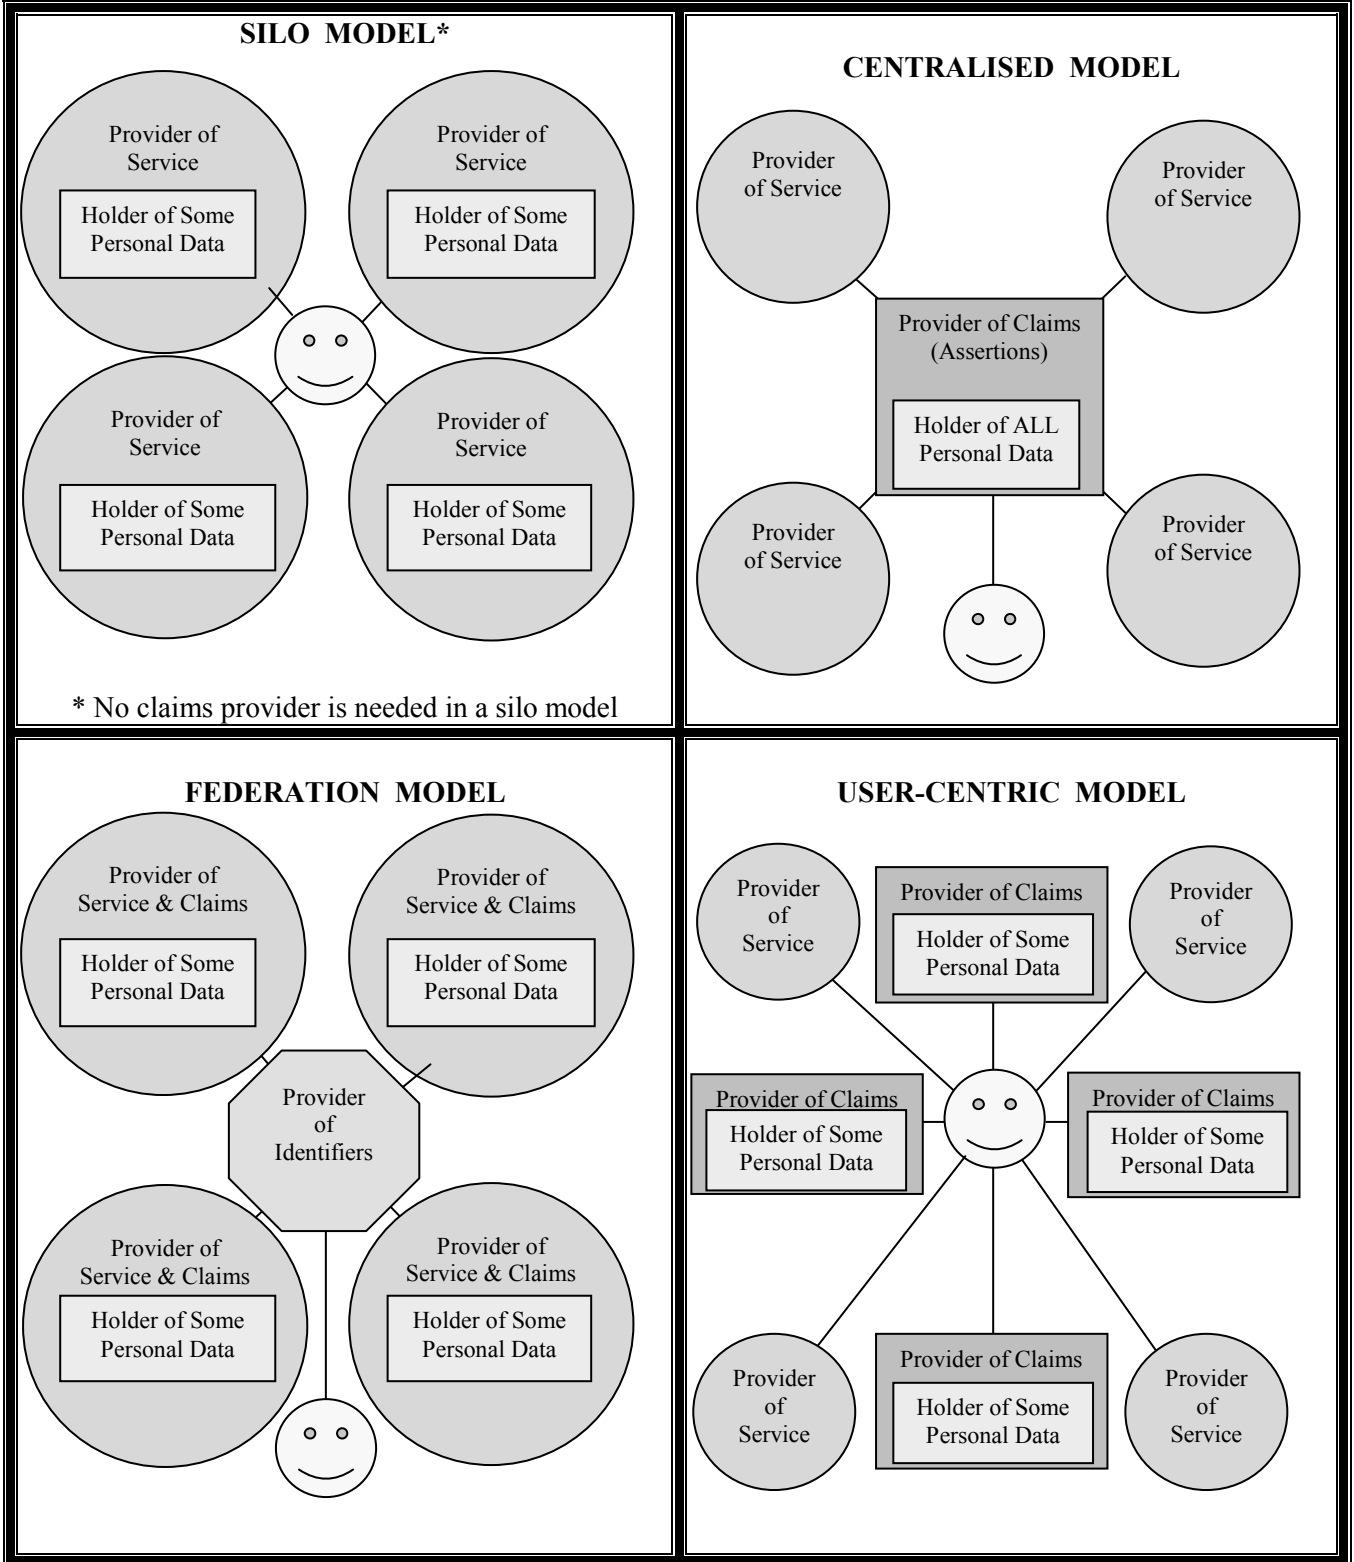 SILO MODEL*
Provider of
Service
Holder of Some
Personal Data
Provider of
Service
Holder of Some
Personal Data
Provider of
Service
Holder of Some
Personal Data
Provider of
Service
Holder of Some
Personal Data
* No claims provider is needed in a silo model
CENTRALISED MODEL
Provider
of Service
Provider
of Service
Provider of Claims
(Assertions)
Holder of ALL
Personal Data
Provider
of Service
Provider
of Service
FEDERATION MODEL
Provider of
Service & Claims
Holder of Some
Personal Data
Provider of
Service & Claims
Holder of Some
Personal Data
Provider
of
Identifiers
Provider of
Service & Claims
Holder of Some
Personal Data
Provider of
Service & Claims
Holder of Some
Personal Data
USER-CENTRIC MODEL
Provider
of
Service
Provider of Claims
Holder of Some
Personal Data
Provider
of
Service
Provider of Claims
Holder of Some
Personal Data
Provider of Claims
Holder of Some
Personal Data
Provider
of
Service
Provider of Claims
Holder of Some
Personal Data
Provider
of
Service